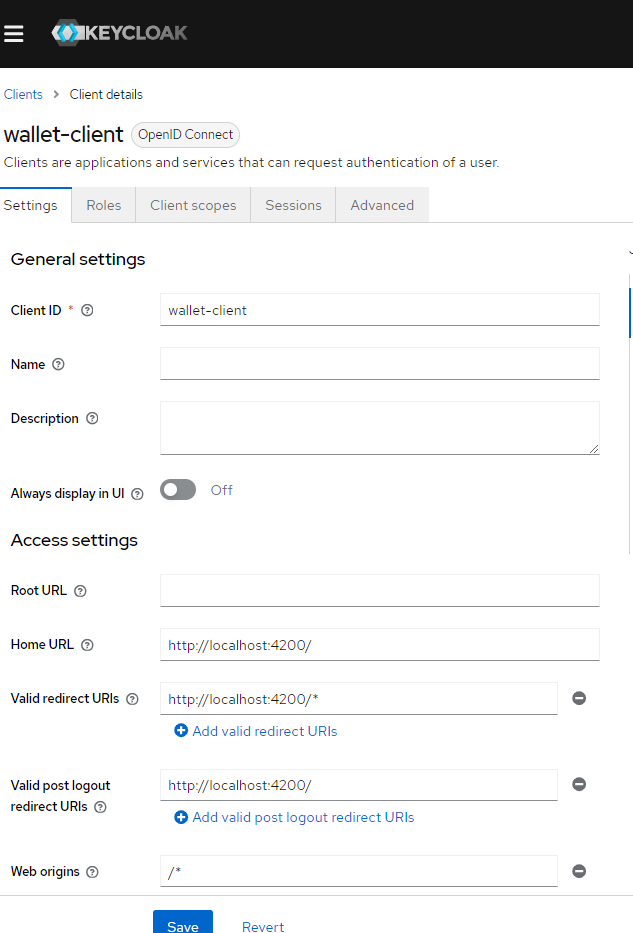 KEYCLOAK
Clients > Client details
wallet-client OpenID Connect
Clients are applications and services that can request authentication of a user.
Settings Roles Client scopes Sessions Advanced
General settings
Client ID * wallet-client
Name
Description
Always display in UI Off
Access settings
Root URL
Home URL http://localhost:4200/
Valid redirect URIs http://localhost:4200/*
Add valid redirect URIs
Valid post logout redirect URIs http://localhost:4200/
Add valid post logout redirect URIs
Web origins /*
Save Revert